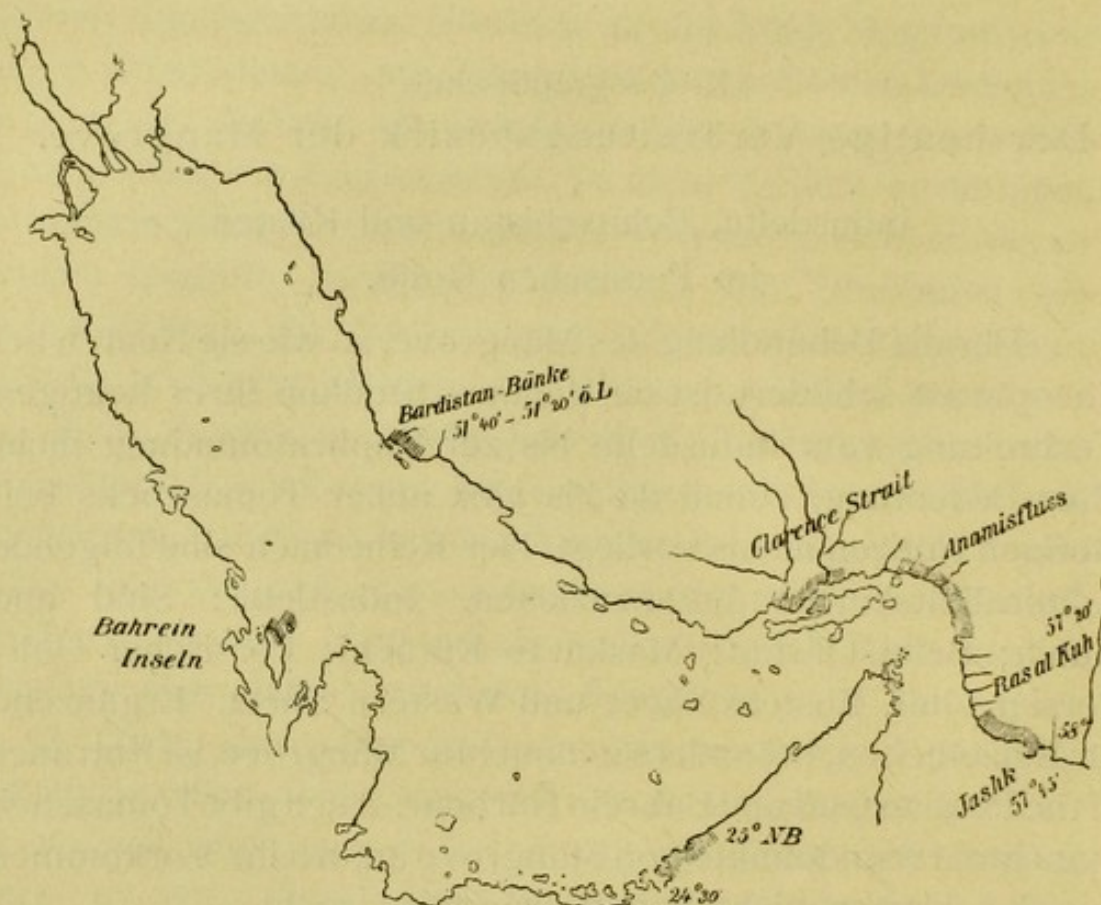 Bardistan-Bänke
51° 40' - 51° 20' ö.L
Clarence Strait
Anamisfluss
Bahrein
Inseln
57° 20'
Ras al Kah
58°
Jashk
57° 45'
25° NB
24° 30'